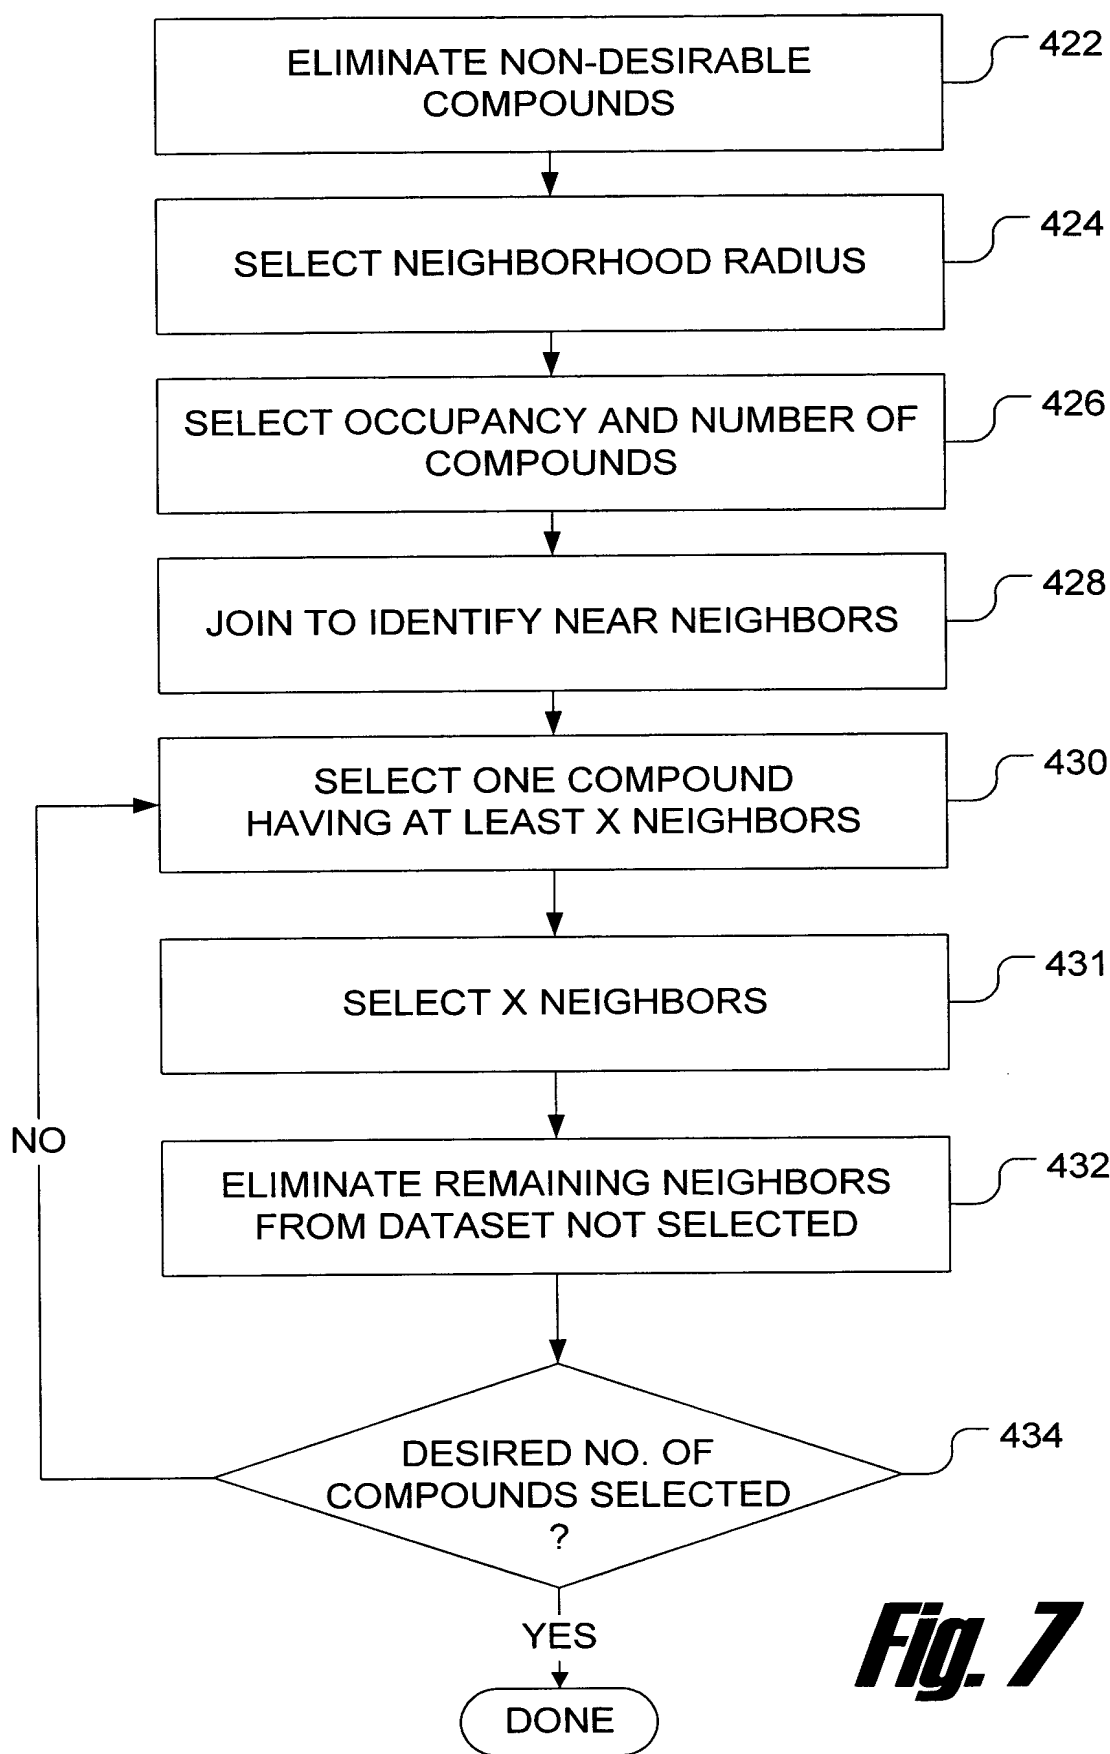 ELIMINATE NON-DESIRABLE
COMPOUNDS
422
SELECT NEIGHBORHOOD RADIUS
424
SELECT OCCUPANCY AND NUMBER OF
COMPOUNDS
426
JOIN TO IDENTIFY NEAR NEIGHBORS
428
SELECT ONE COMPOUND
HAVING AT LEAST X NEIGHBORS
430
SELECT X NEIGHBORS
431
NO
ELIMINATE REMAINING NEIGHBORS
FROM DATASET NOT SELECTED
432
DESIRED NO. OF
COMPOUNDS SELECTED
?
434
YES
DONE
Fig. 7